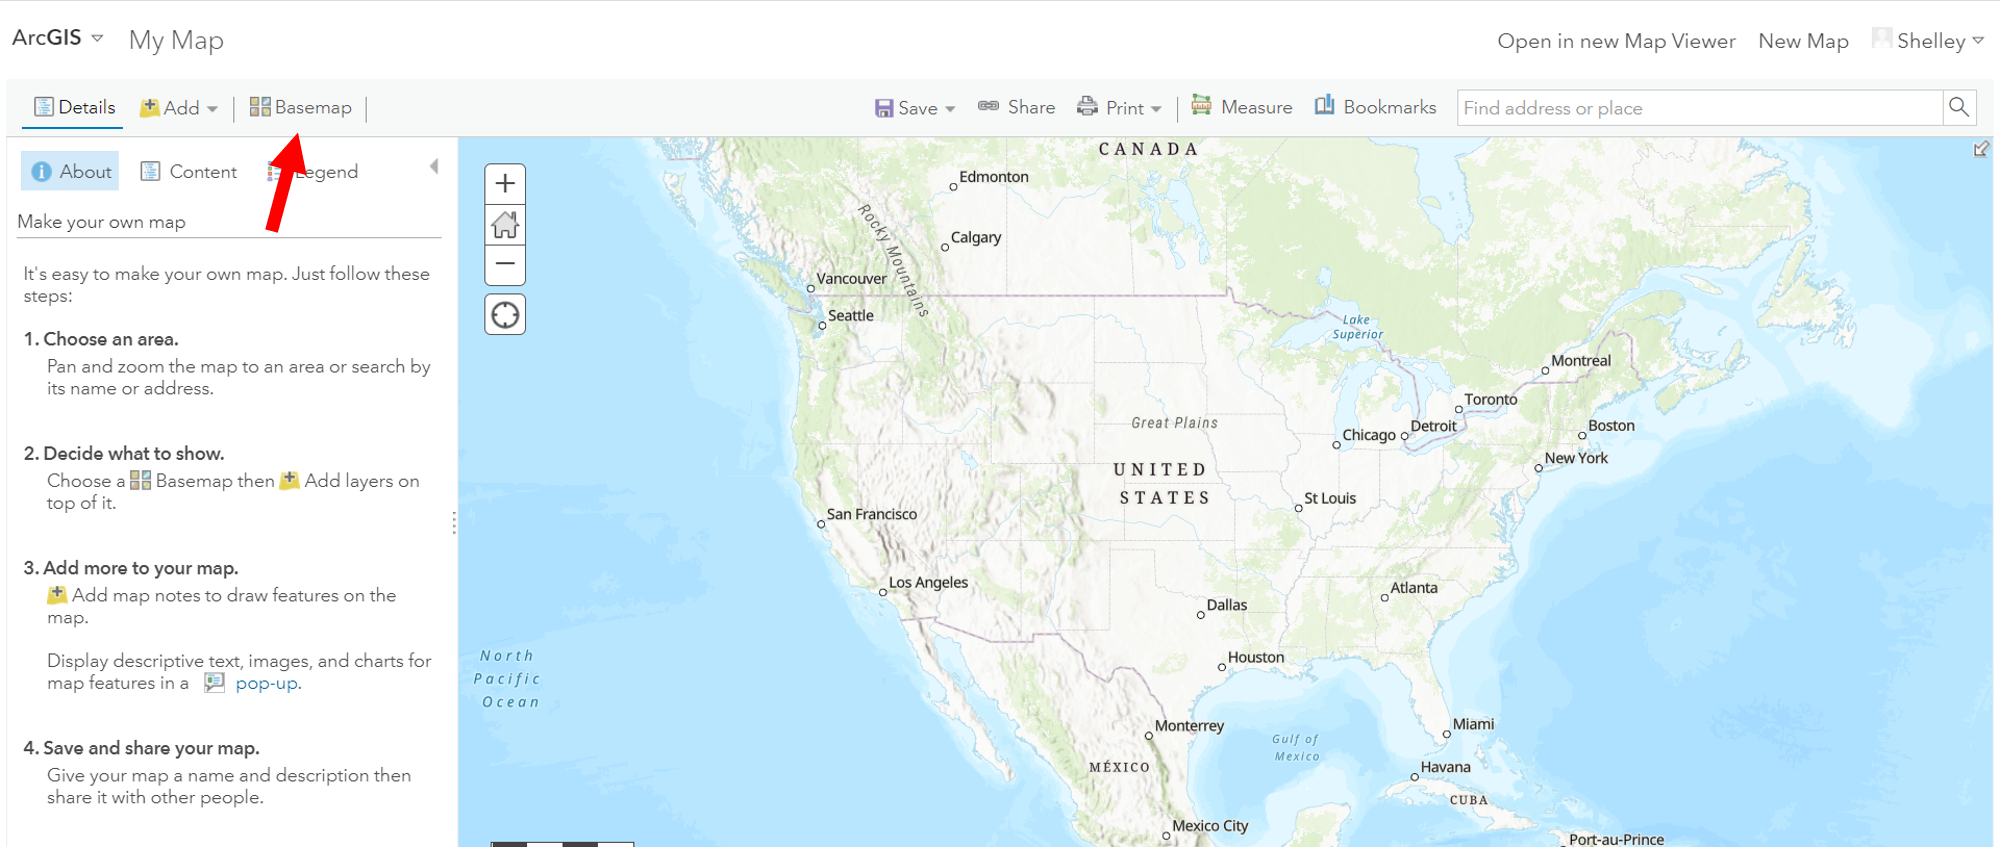 ArcGIS My Map Open in new Map Viewer New Map Shelley
Details Add Basemap Save Share Print Measure Bookmarks Find address or place
About Content Legend
Make your own map
It's easy to make your own map. Just follow these
steps:
1. Choose an area.
Pan and zoom the map to an area or search by
its name or address.
2. Decide what to show.
Choose a Basemap then Add layers on
top of it.
3. Add more to your map.
Add map notes to draw features on the
map.
Display descriptive text, images, and charts for
map features in a pop-up.
4. Save and share your map.
Give your map a name and description then
share it with other people.
CANADA
Edmonton
Rocky Mountains
Calgary
Vancouver
Seattle
Lake
Superior
Montreal
Toronto
Great Plains
Chicago
Detroit
Boston
New York
UNITED
STATES
St Louis
San Francisco
Los Angeles
Atlanta
Dallas
Houston
North
Pacific
Ocean
Monterrey
Miami
Gulf of
Mexico
MÉXICO
Havana
CUBA
Mexico City
Port-au-Prince